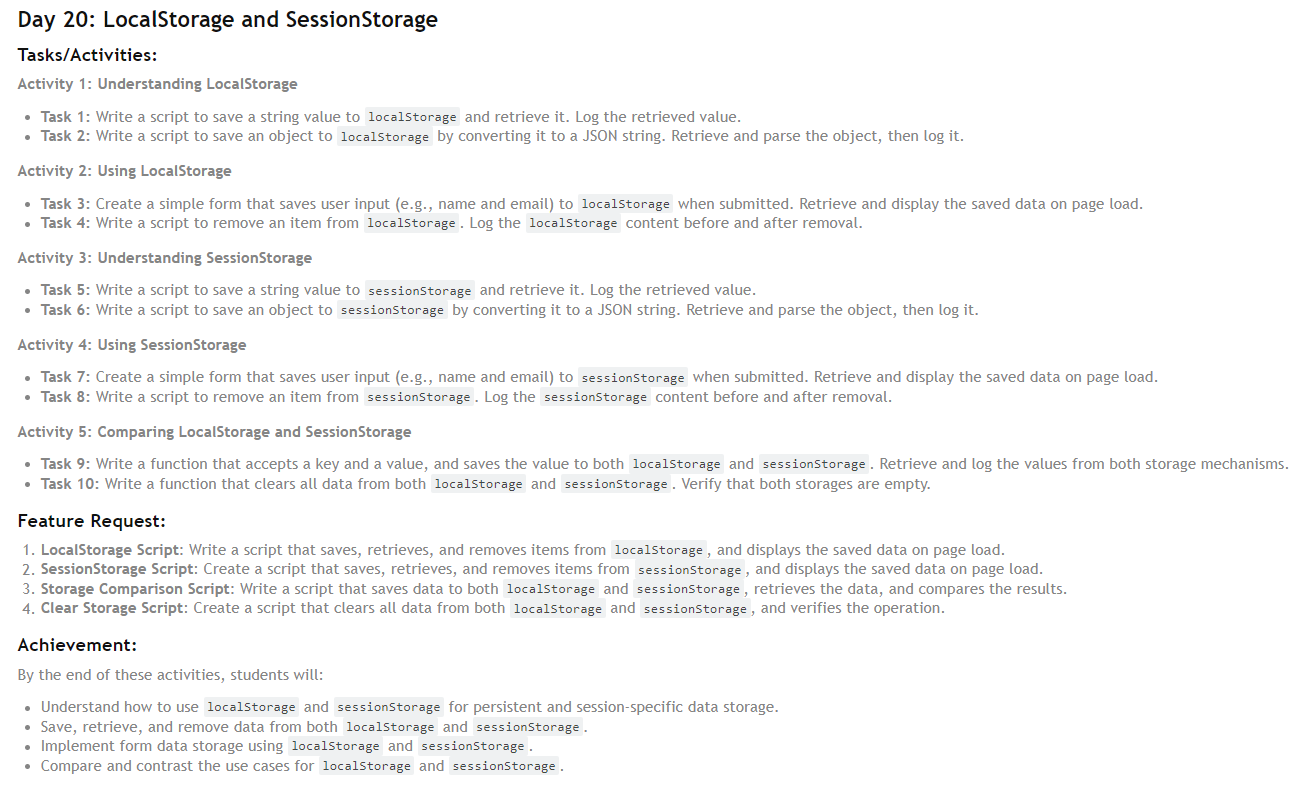 Day 20: LocalStorage and SessionStorage
Tasks/Activities:
Activity 1: Understanding LocalStorage
• Task 1: Write a script to save a string value to localStorage and retrieve it. Log the retrieved value.
• Task 2: Write a script to save an object to localStorage by converting it to a JSON string. Retrieve and parse the object, then log it.
Activity 2: Using LocalStorage
• Task 3: Create a simple form that saves user input (e.g., name and email) to localStorage when submitted. Retrieve and display the saved data on page load.
• Task 4: Write a script to remove an item from localStorage. Log the localStorage content before and after removal.
Activity 3: Understanding SessionStorage
• Task 5: Write a script to save a string value to sessionStorage and retrieve it. Log the retrieved value.
• Task 6: Write a script to save an object to sessionStorage by converting it to a JSON string. Retrieve and parse the object, then log it.
Activity 4: Using SessionStorage
• Task 7: Create a simple form that saves user input (e.g., name and email) to sessionStorage when submitted. Retrieve and display the saved data on page load.
• Task 8: Write a script to remove an item from sessionStorage. Log the sessionStorage content before and after removal.
Activity 5: Comparing LocalStorage and SessionStorage
• Task 9: Write a function that accepts a key and a value, and saves the value to both localStorage and sessionStorage. Retrieve and log the values from both storage mechanisms.
• Task 10: Write a function that clears all data from both localStorage and sessionStorage. Verify that both storages are empty.
Feature Request:
1. LocalStorage Script: Write a script that saves, retrieves, and removes items from localStorage, and displays the saved data on page load.
2. SessionStorage Script: Create a script that saves, retrieves, and removes items from sessionStorage, and displays the saved data on page load.
3. Storage Comparison Script: Write a script that saves data to both localStorage and sessionStorage, retrieves the data, and compares the results.
4. Clear Storage Script: Create a script that clears all data from both localStorage and sessionStorage, and verifies the operation.
Achievement:
By the end of these activities, students will:
• Understand how to use localStorage and sessionStorage for persistent and session-specific data storage.
• Save, retrieve, and remove data from both localStorage and sessionStorage.
• Implement form data storage using localStorage and sessionStorage.
• Compare and contrast the use cases for localStorage and sessionStorage.